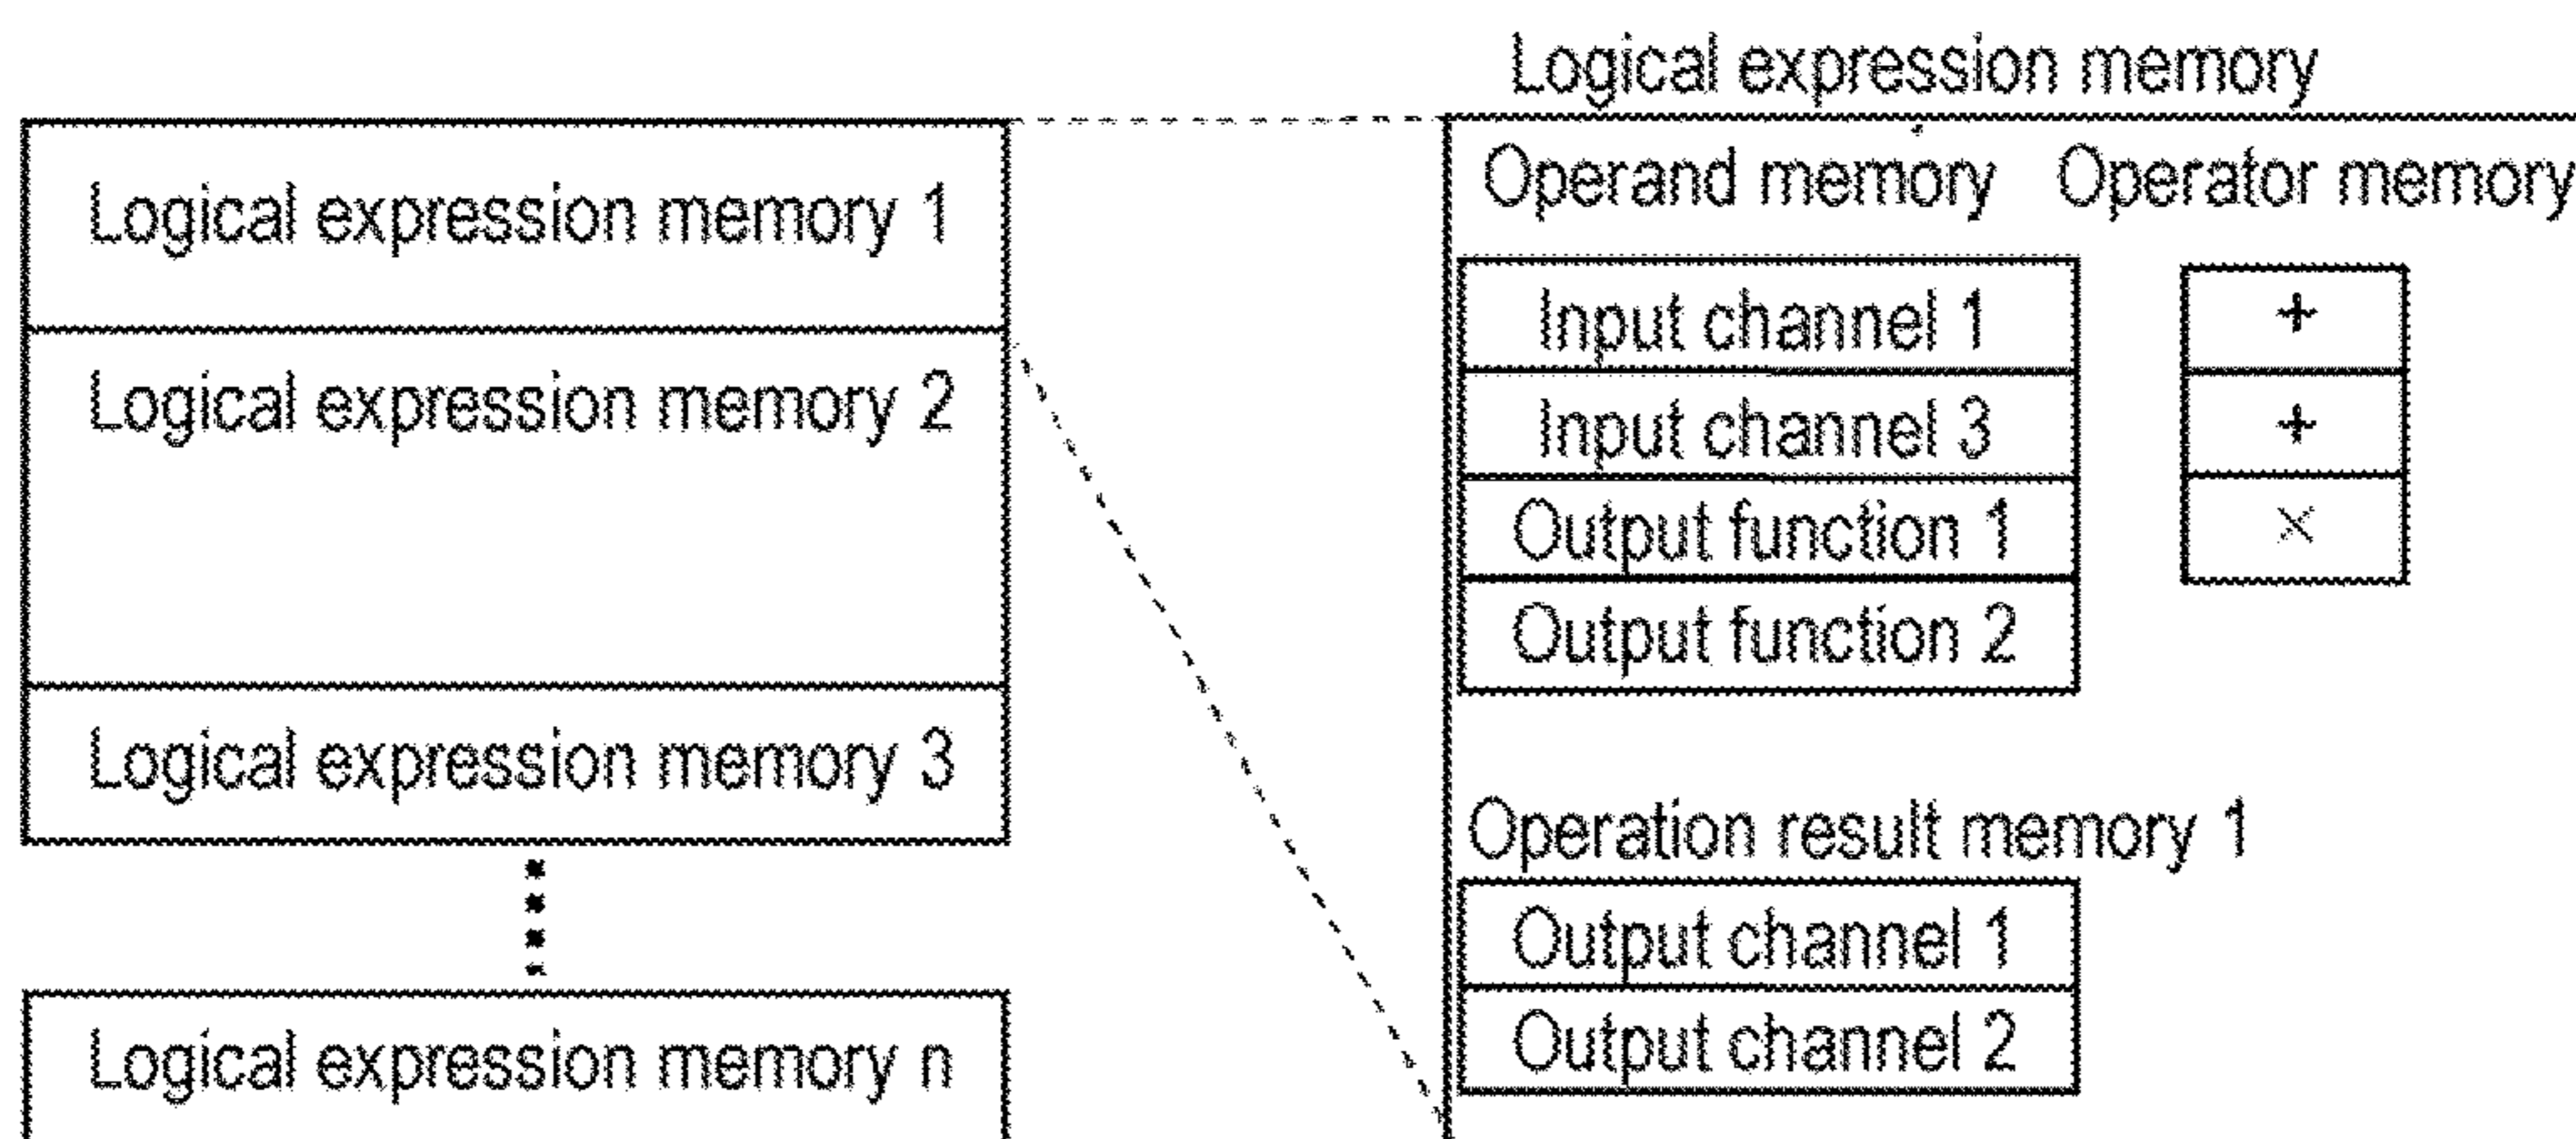 Logical expression memory 1
Logical expression memory 2
Logical expression memory 3
Logical expression memory n
Logical expression memory
Operand memory Operator memory
Input channel 1 +
Input channel 3 +
Output function 1 ×
Output function 2
Operation result memory 1
Output channel 1
Output channel 2